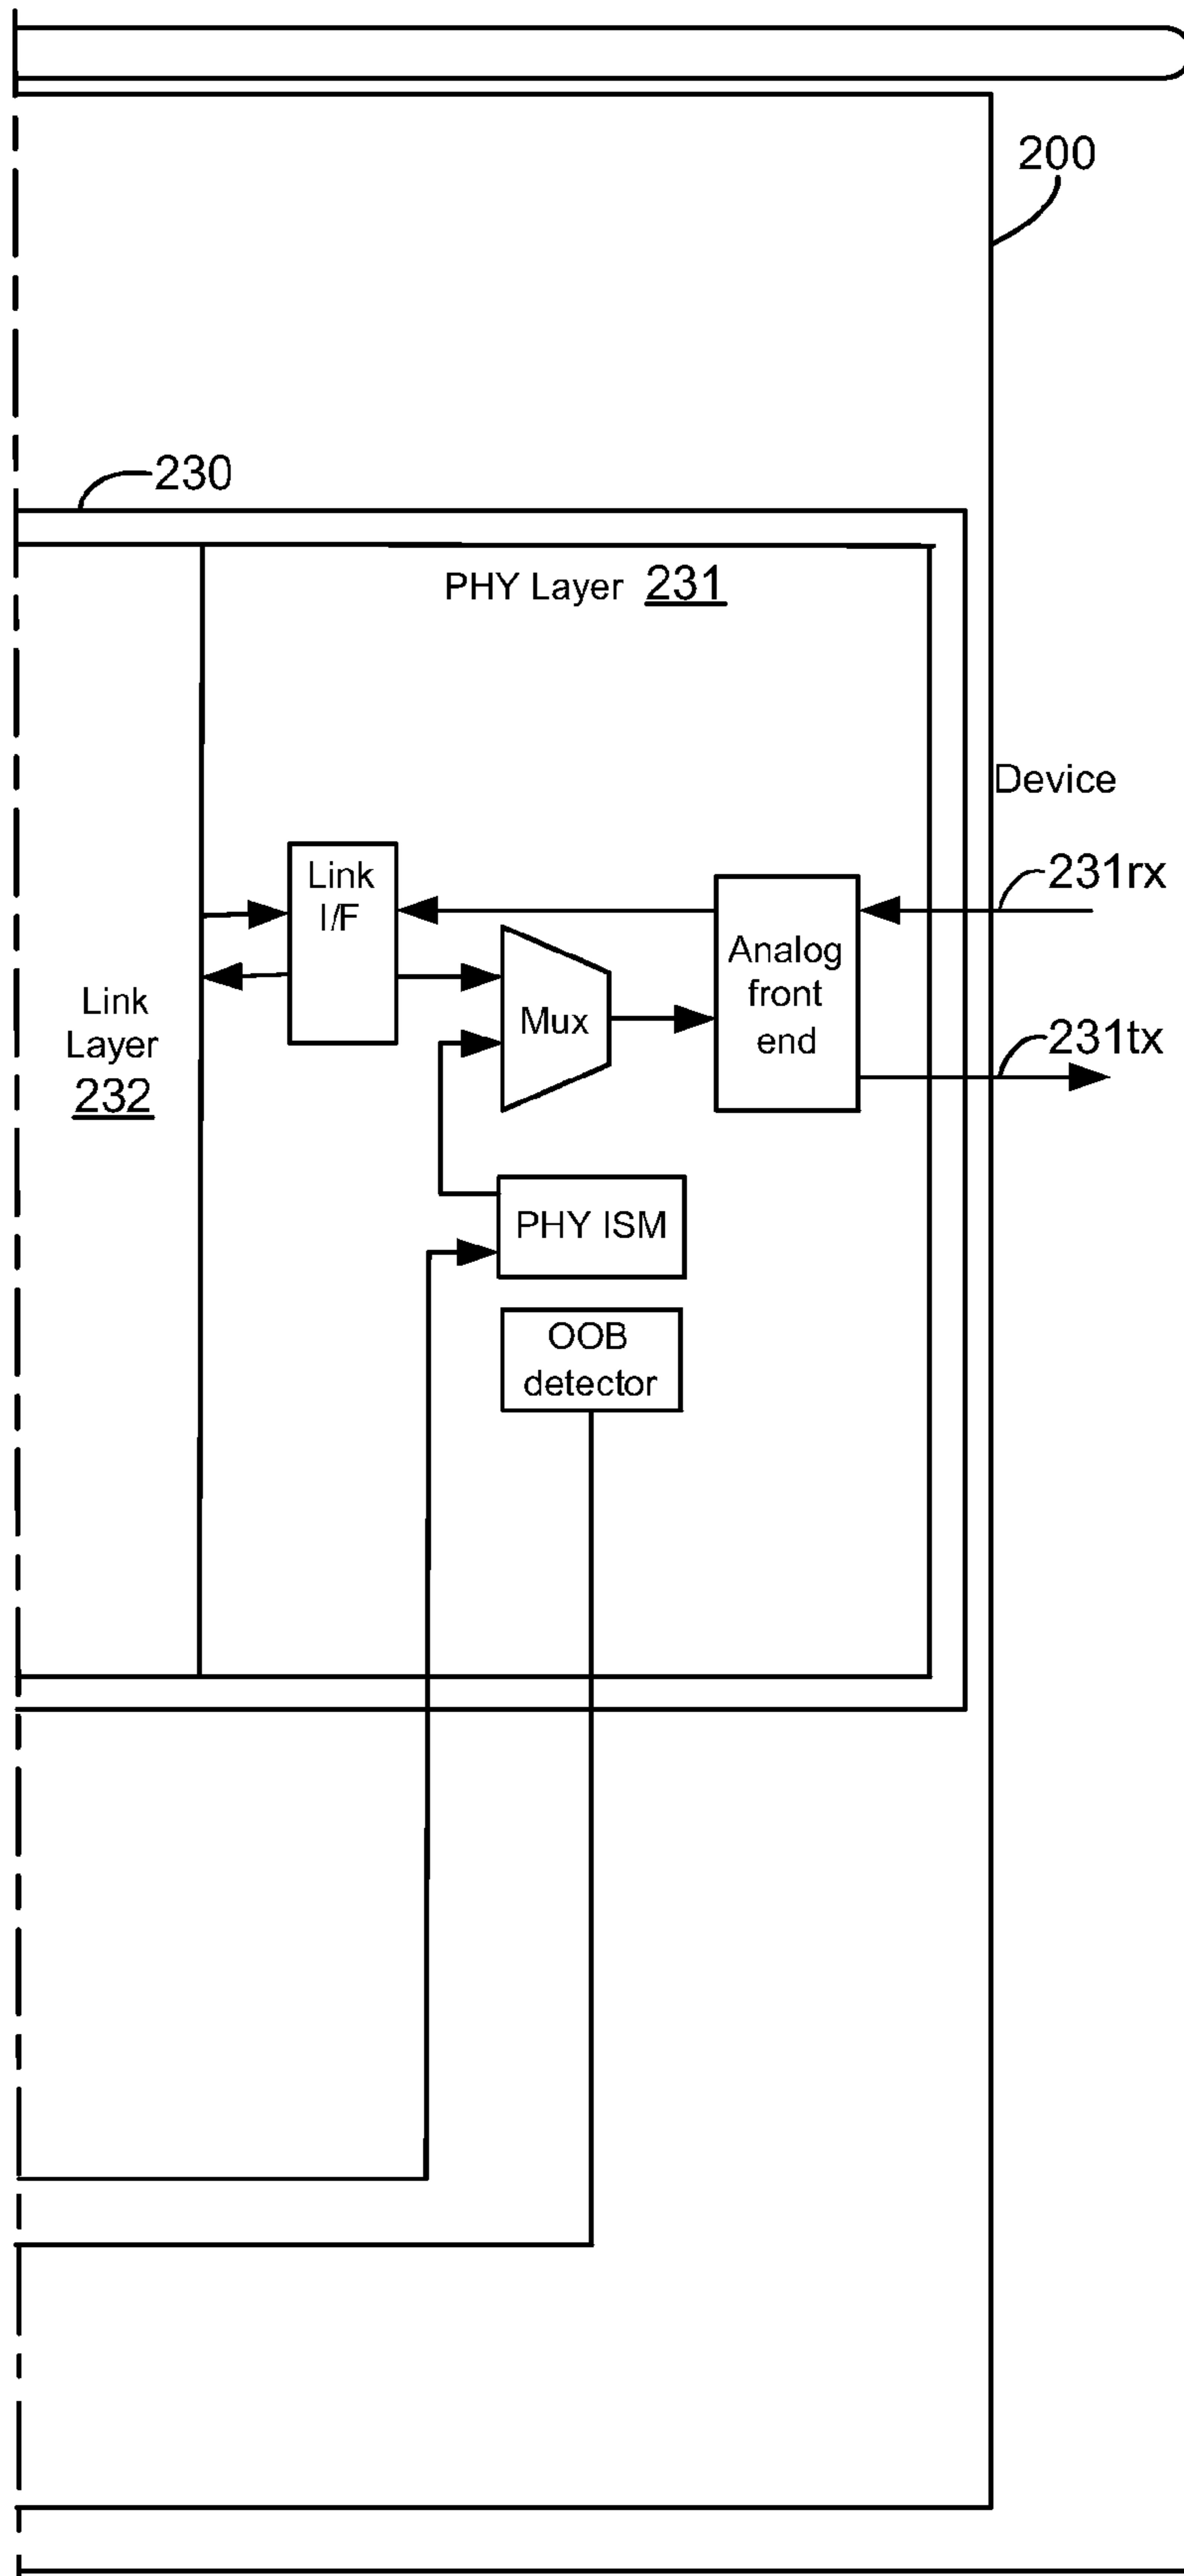 200
230
PHY Layer 231
Device
231rx
Link
I/F
Analog
front
end
Mux
231tx
Link
Layer
232
PHY ISM
OOB
detector